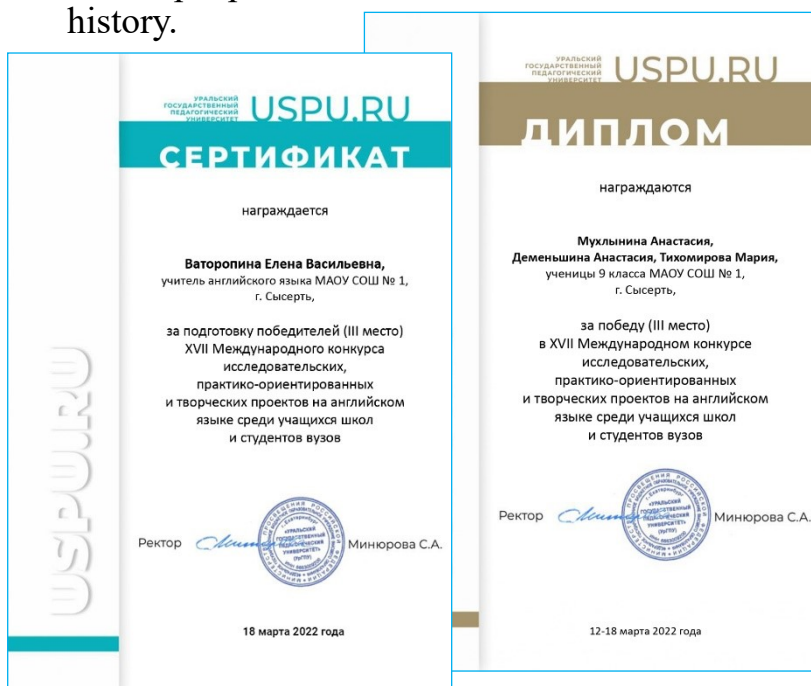 history.
УРАЛЬСКИЙ
ГОСУДАРСТВЕННЫЙ
ПЕДАГОГИЧЕСКИЙ
УНИВЕРСИТЕТ
USPU.RU
СЕРТИФИКАТ
награждается
Ваторопина Елена Васильевна,
учитель английского языка МАОУ СОШ № 1,
г. Сысерть,
за подготовку победителей (III место)
XVII Международного конкурса
исследовательских,
практико-ориентированных
и творческих проектов на английском
языке среди учащихся школ
и студентов вузов
Ректор
Минюрова С.А.
18 марта 2022 года
USPU.RU
УРАЛЬСКИЙ
ГОСУДАРСТВЕННЫЙ
ПЕДАГОГИЧЕСКИЙ
УНИВЕРСИТЕТ
USPU.RU
ДИПЛОМ
награждаются
Мухлынина Анастасия,
Деменьшина Анастасия, Тихомирова Мария,
ученицы 9 класса МАОУ СОШ № 1,
г. Сысерть,
за победу (III место)
в XVII Международном конкурсе
исследовательских,
практико-ориентированных
и творческих проектов на английском
языке среди учащихся школ
и студентов вузов
Ректор
Минюрова С.А.
12-18 марта 2022 года